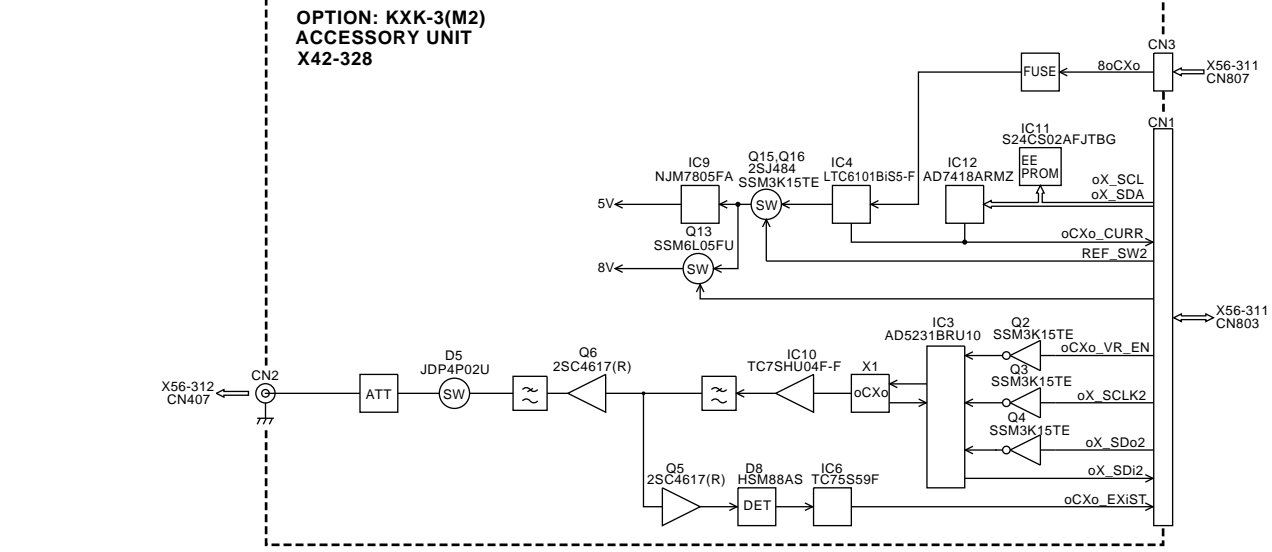 OPTION: KXK-3(M2)
ACCESSORY UNIT
X42-328
CN3
8oCXo
FUSE
X56-311
CN807
CN1
IC11
S24CS02AFJTBG
EE
PROM
IC9
NJM7805FA
Q15,Q16
2SJ484
SSM3K15TE
IC4
LTC6101BiS5-F
IC12
AD7418ARMZ
oX_SCL
oX_SDA
5V
SW
oCXo_CURR
REF_SW2
Q13
SSM6L05FU
8V
SW
X56-311
CN803
IC3
AD5231BRU10
Q2
SSM3K15TE
oCXo_VR_EN
Q3
SSM3K15TE
oX_SCLK2
Q4
SSM3K15TE
oX_SDo2
oX_SDi2
oCXo_EXiST
X56-312
CN407
CN2
ATT
D5
JDP4P02U
SW
Q6
2SC4617(R)
IC10
TC7SHU04F-F
X1
oCXo
Q5
2SC4617(R)
D8
HSM88AS
DET
IC6
TC75S59F